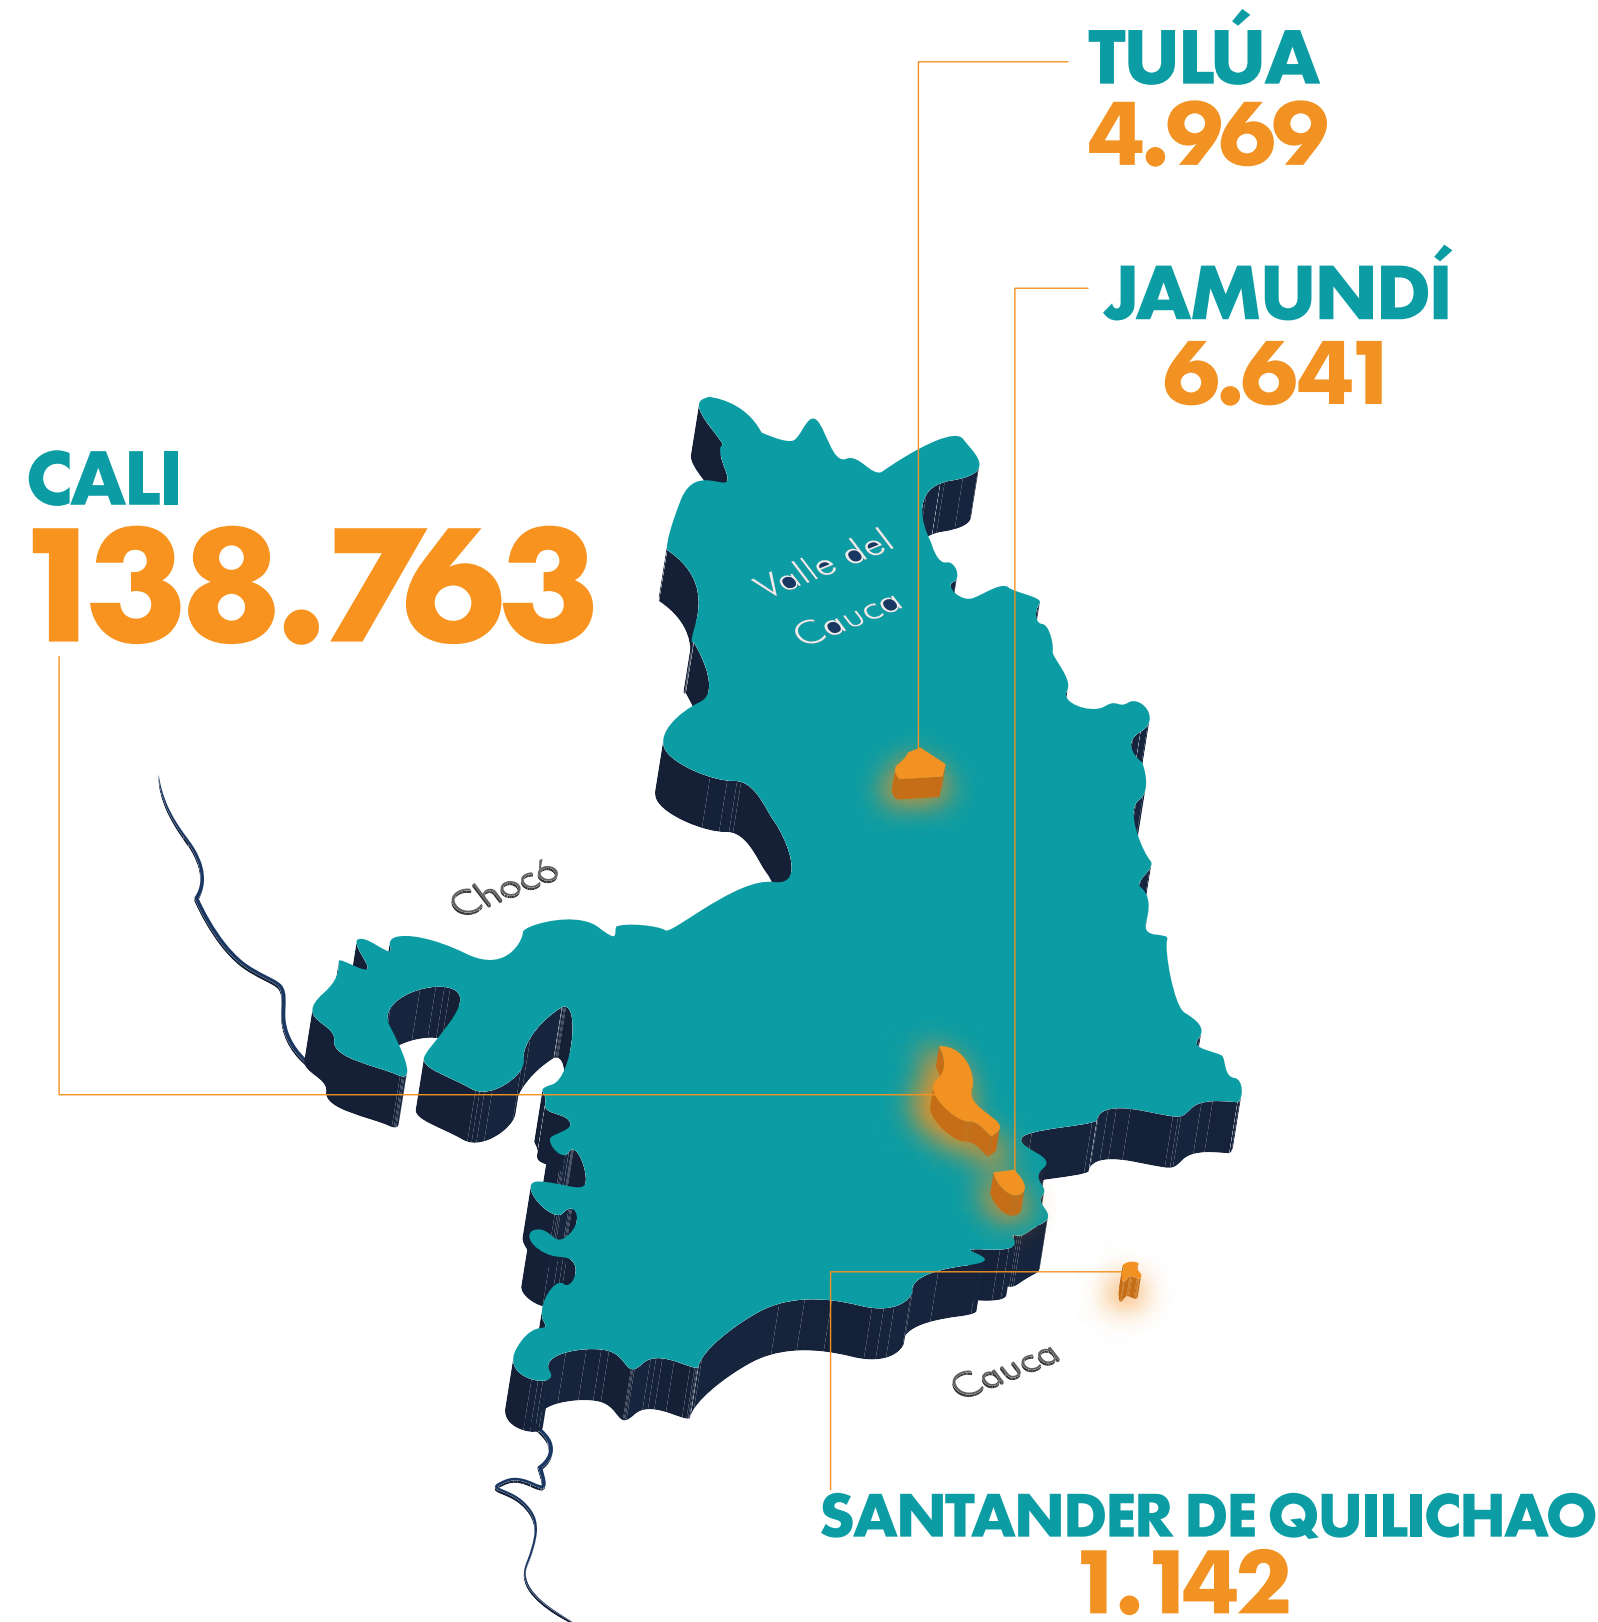 TULÚA
4.969
JAMUNDÍ
6.641
CALI
138.763
Valle del
Cauca
Chocó
Cauca
SANTANDER DE QUILICHAO
1.142